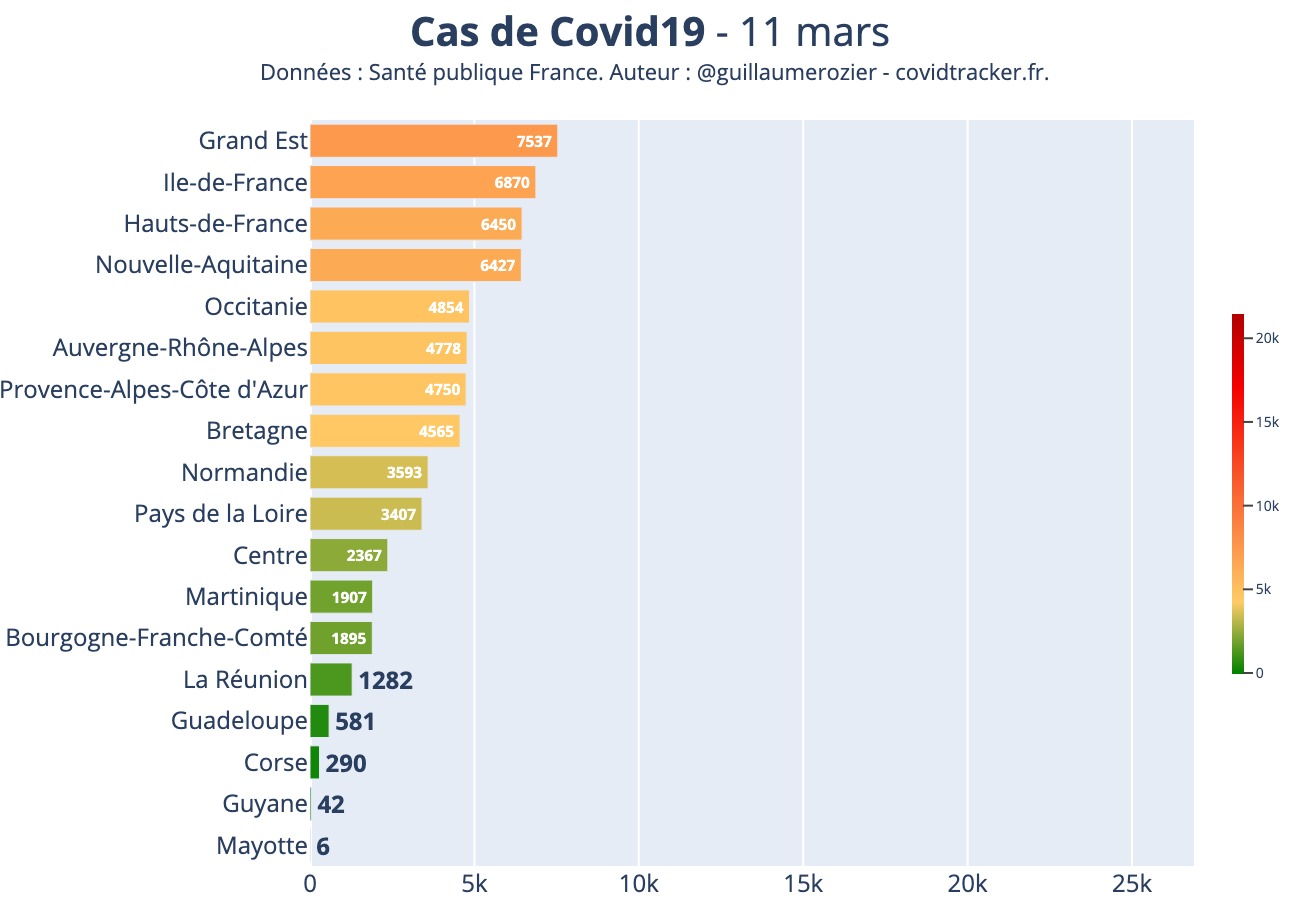 Cas de Covid19 - 11 mars
Données : Santé publique France. Auteur : @guillaumerozier - covidtracker.fr.
Grand Est 7537
Ile-de-France 6870
Hauts-de-France 6450
Nouvelle-Aquitaine 6427
Occitanie 4854
Auvergne-Rhône-Alpes 4778
Provence-Alpes-Côte d'Azur 4750
Bretagne 4565
Normandie 3593
Pays de la Loire 3407
Centre 2367
Martinique 1907
Bourgogne-Franche-Comté 1895
La Réunion 1282
Guadeloupe 581
Corse 290
Guyane 42
Mayotte 6
0 5k 10k 15k 20k 25k
20k
15k
10k
5k
0